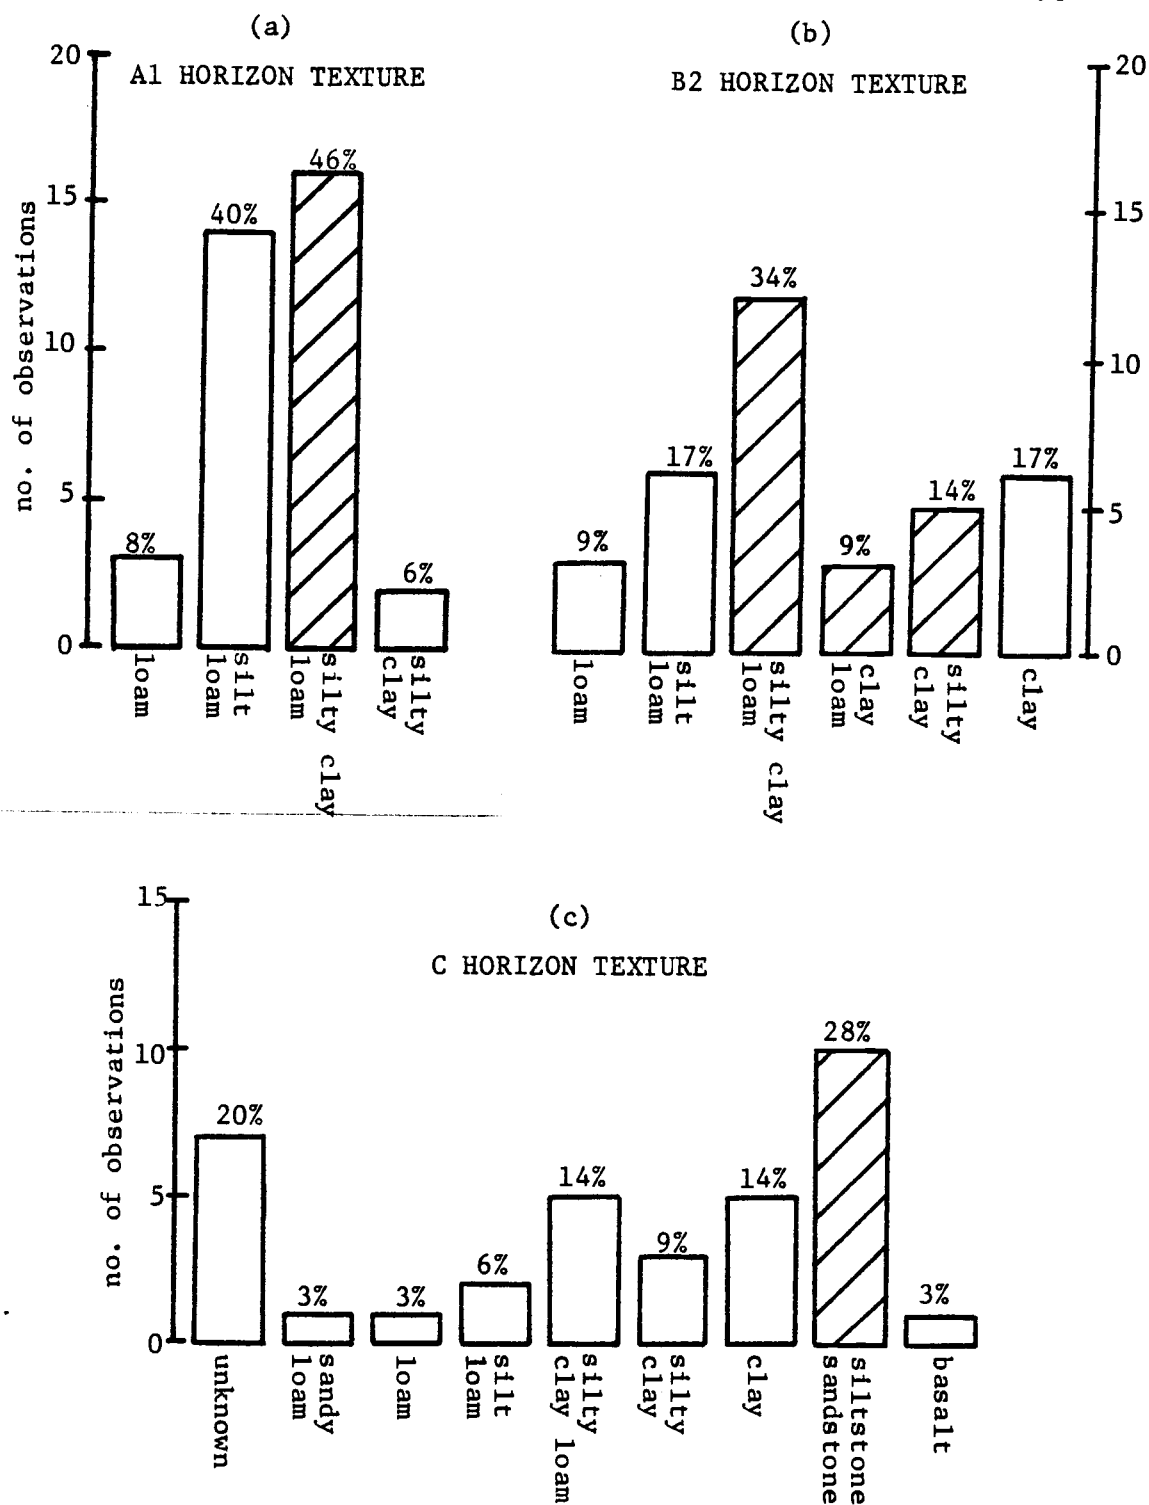 (a)
A1 HORIZON TEXTURE
20
15
10
5
0
no. of observations
8%
40%
46%
6%
loam
silt
loam
silty clay
loam
silty
clay
(b)
B2 HORIZON TEXTURE
20
15
10
5
0
9%
17%
34%
9%
14%
17%
loam
silt
loam
silty clay
loam
clay
loam
silty
clay
clay
(c)
C HORIZON TEXTURE
15
10
5
0
no. of observations
20%
3%
3%
6%
14%
9%
14%
28%
3%
unknown
sandy
loam
loam
silt
loam
silty
clay loam
silty
clay
clay
siltstone
sandstone
basalt